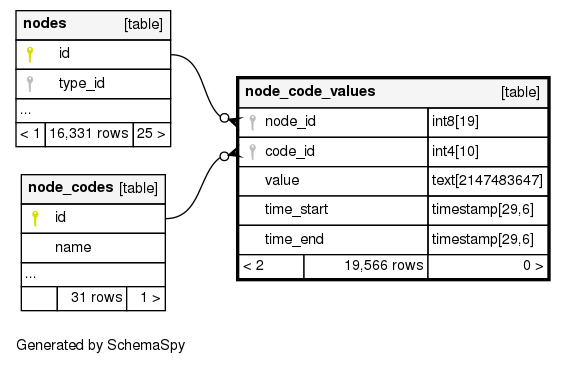 nodes [table]
id
type_id
...
< 1 16,331 rows 25 >
node_codes [table]
id
name
...
31 rows 1 >
node_code_values [table]
node_id int8[19]
code_id int4[10]
value text[2147483647]
time_start timestamp[29,6]
time_end timestamp[29,6]
< 2 19,566 rows 0 >
Generated by SchemaSpy